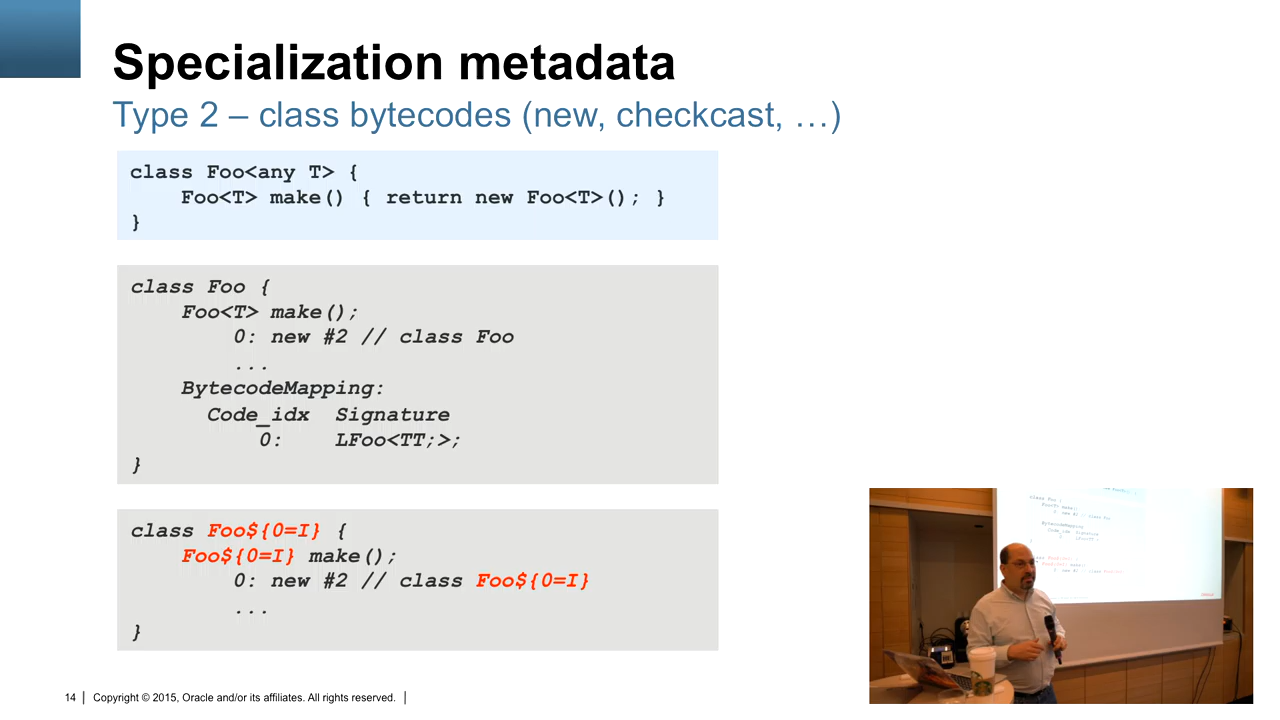 Specialization metadata
Type 2 – class bytecodes (new, checkcast, …)
class Foo<any T> {
Foo<T> make() { return new Foo<T>(); }
}
class Foo {
Foo<T> make();
0: new #2 // class Foo
...
BytecodeMapping:
Code_idx Signature
0: LFoo<TT;>;
}
class Foo$​{0=I} {
Foo$​{0=I} make();
0: new #2 // class Foo$​{0=I}
...
}
14 Copyright © 2015, Oracle and/or its affiliates. All rights reserved.